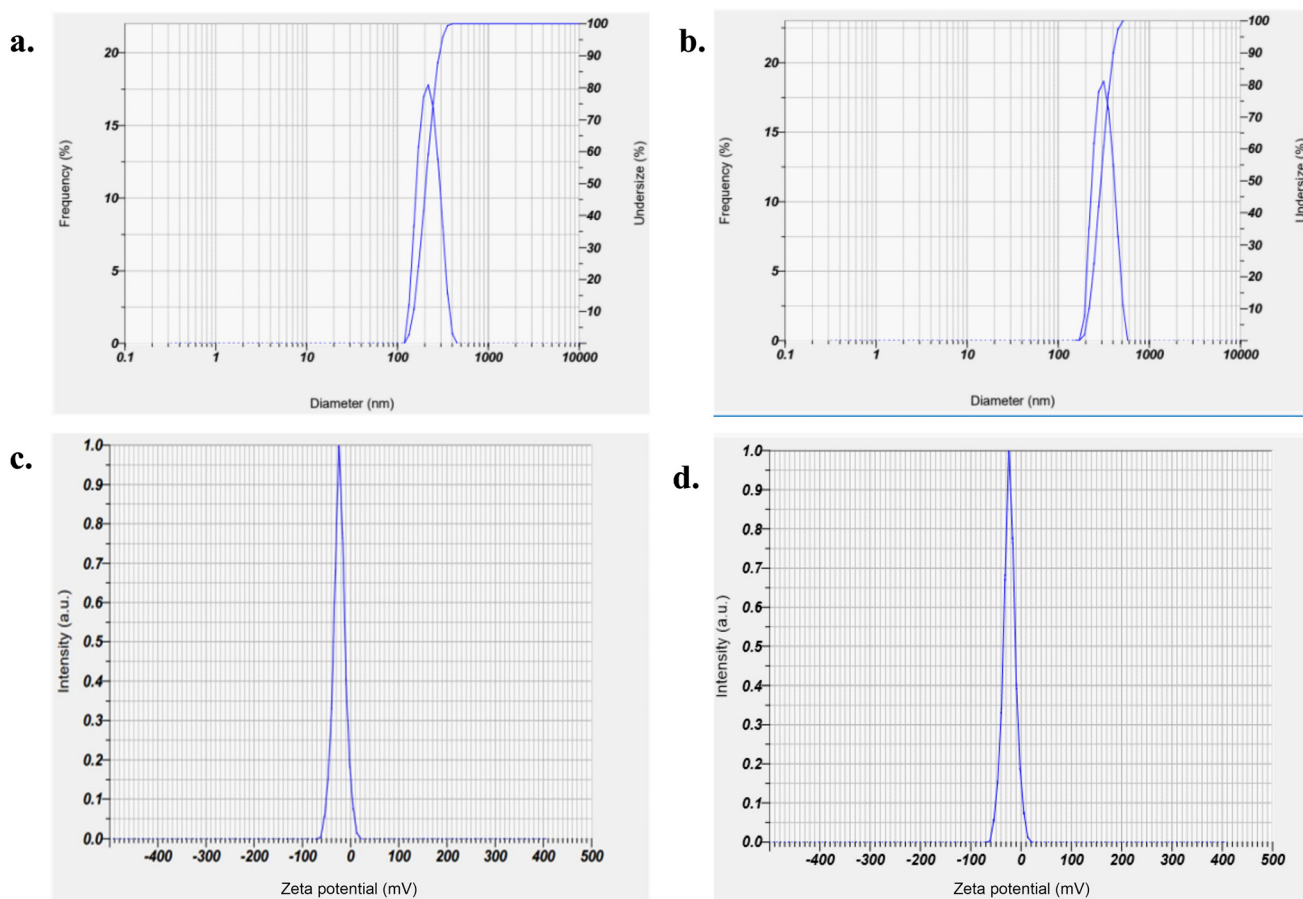 a.
20
15
10
5
0
100
90
80
70
60
50
40
30
20
10
0.1 1 10 100 1000 10000
Frequency (%)
Undersize (%)
Diameter (nm)
b.
20
15
10
5
0
100
90
80
70
60
50
40
30
20
10
0.1 1 10 100 1000 10000
Frequency (%)
Undersize (%)
Diameter (nm)
c.
1.0
0.9
0.8
0.7
0.6
0.5
0.4
0.3
0.2
0.1
0.0
-400 -300 -200 -100 0 100 200 300 400 500
Intensity (a.u.)
Zeta potential (mV)
d.
1.0
0.9
0.8
0.7
0.6
0.5
0.4
0.3
0.2
0.1
0.0
-400 -300 -200 -100 0 100 200 300 400 500
Intensity (a.u.)
Zeta potential (mV)